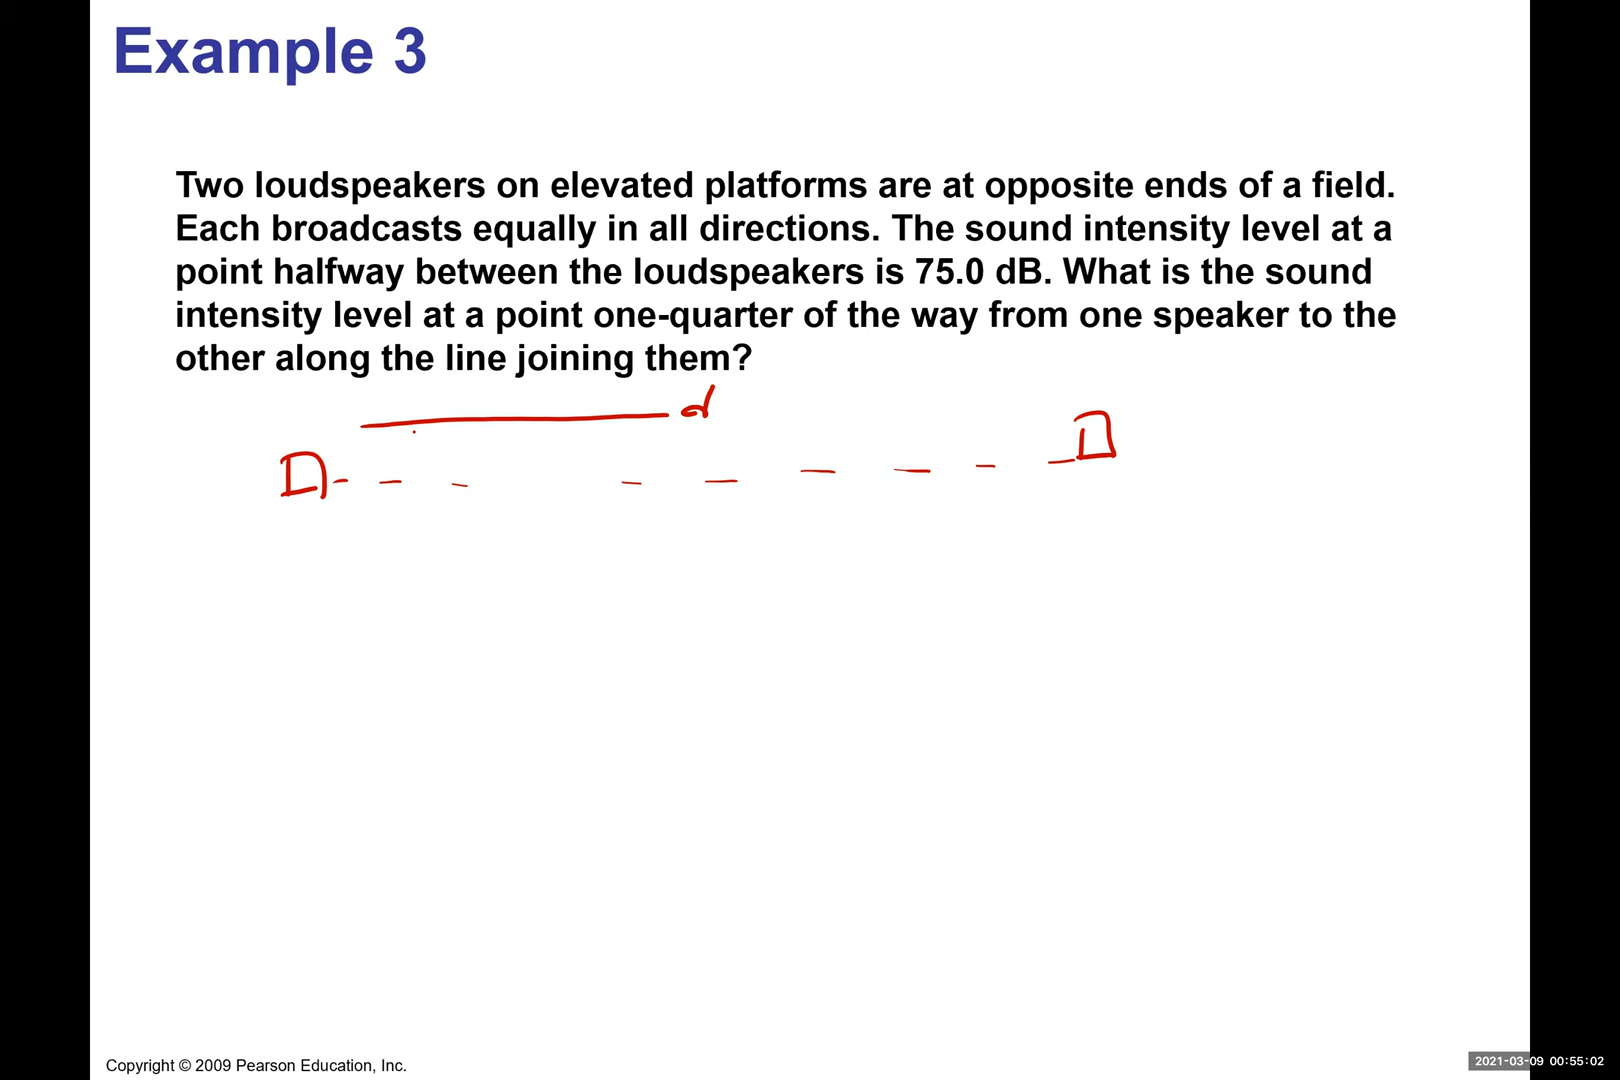 Example 3
Two loudspeakers on elevated platforms are at opposite ends of a field.
Each broadcasts equally in all directions. The sound intensity level at a
point halfway between the loudspeakers is 75.0 dB. What is the sound
intensity level at a point one-quarter of the way from one speaker to the
other along the line joining them?
d
Copyright © 2009 Pearson Education, Inc.
2021-03-09 00:55:02